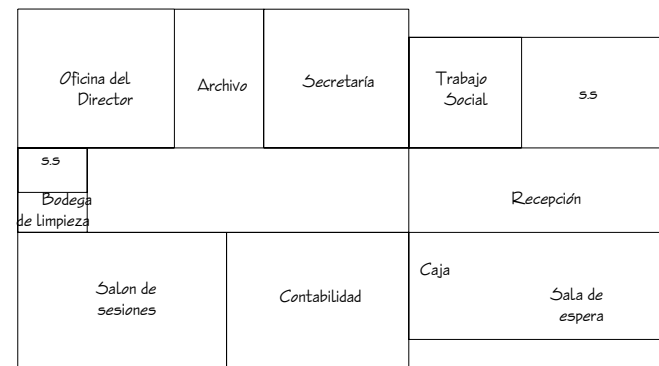 Oficina del
Director
Archivo
Secretaría
Trabajo
Social
s.s
s.s
Bodega
de limpieza
Recepción
Salon de
sesiones
Contabilidad
Caja
Sala de
espera